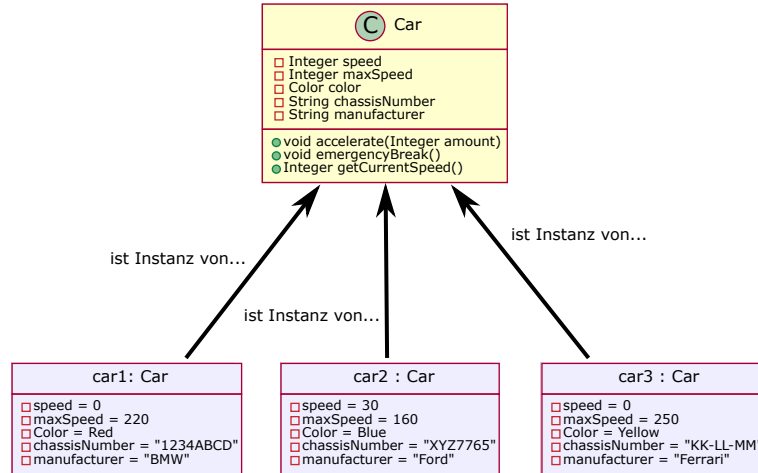 C Car
Integer speed
Integer maxSpeed
Color color
String chassisNumber
String manufacturer
void accelerate(Integer amount)
void emergencyBreak()
Integer getCurrentSpeed()
ist Instanz von...
ist Instanz von...
ist Instanz von...
car1: Car
speed = 0
maxSpeed = 220
Color = Red
chassisNumber = "1234ABCD"
manufacturer = "BMW"
car2 : Car
speed = 30
maxSpeed = 160
Color = Blue
chassisNumber = "XYZ7765"
manufacturer = "Ford"
car3 : Car
speed = 0
maxSpeed = 250
Color = Yellow
chassisNumber = "KK-LL-MM"
manufacturer = "Ferrari"